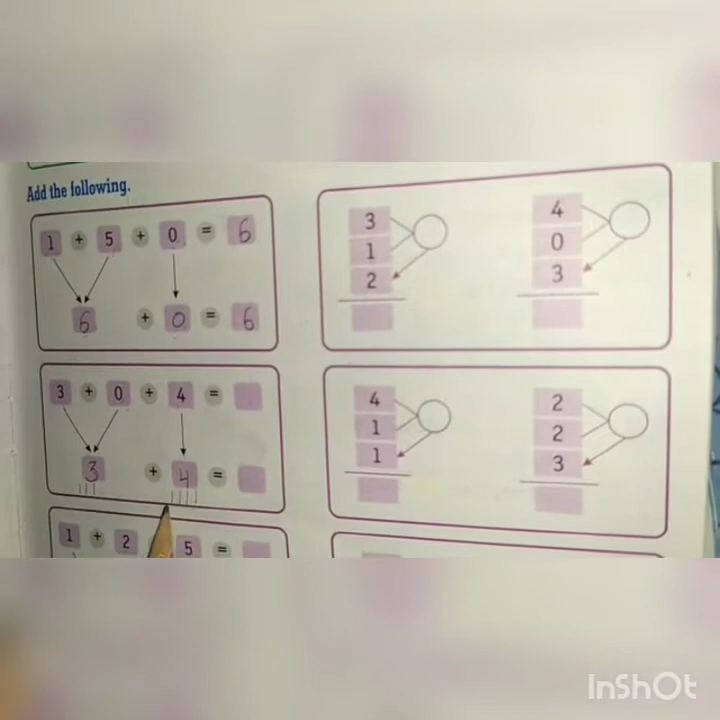 Add the following.
1 + 5 + 0 = 6
6 + 0 = 6
3 + 0 + 4 =
3 + 4 =
1 + 2 5 =
3
1
2
4
0
3
4
1
1
2
2
3
InShOt